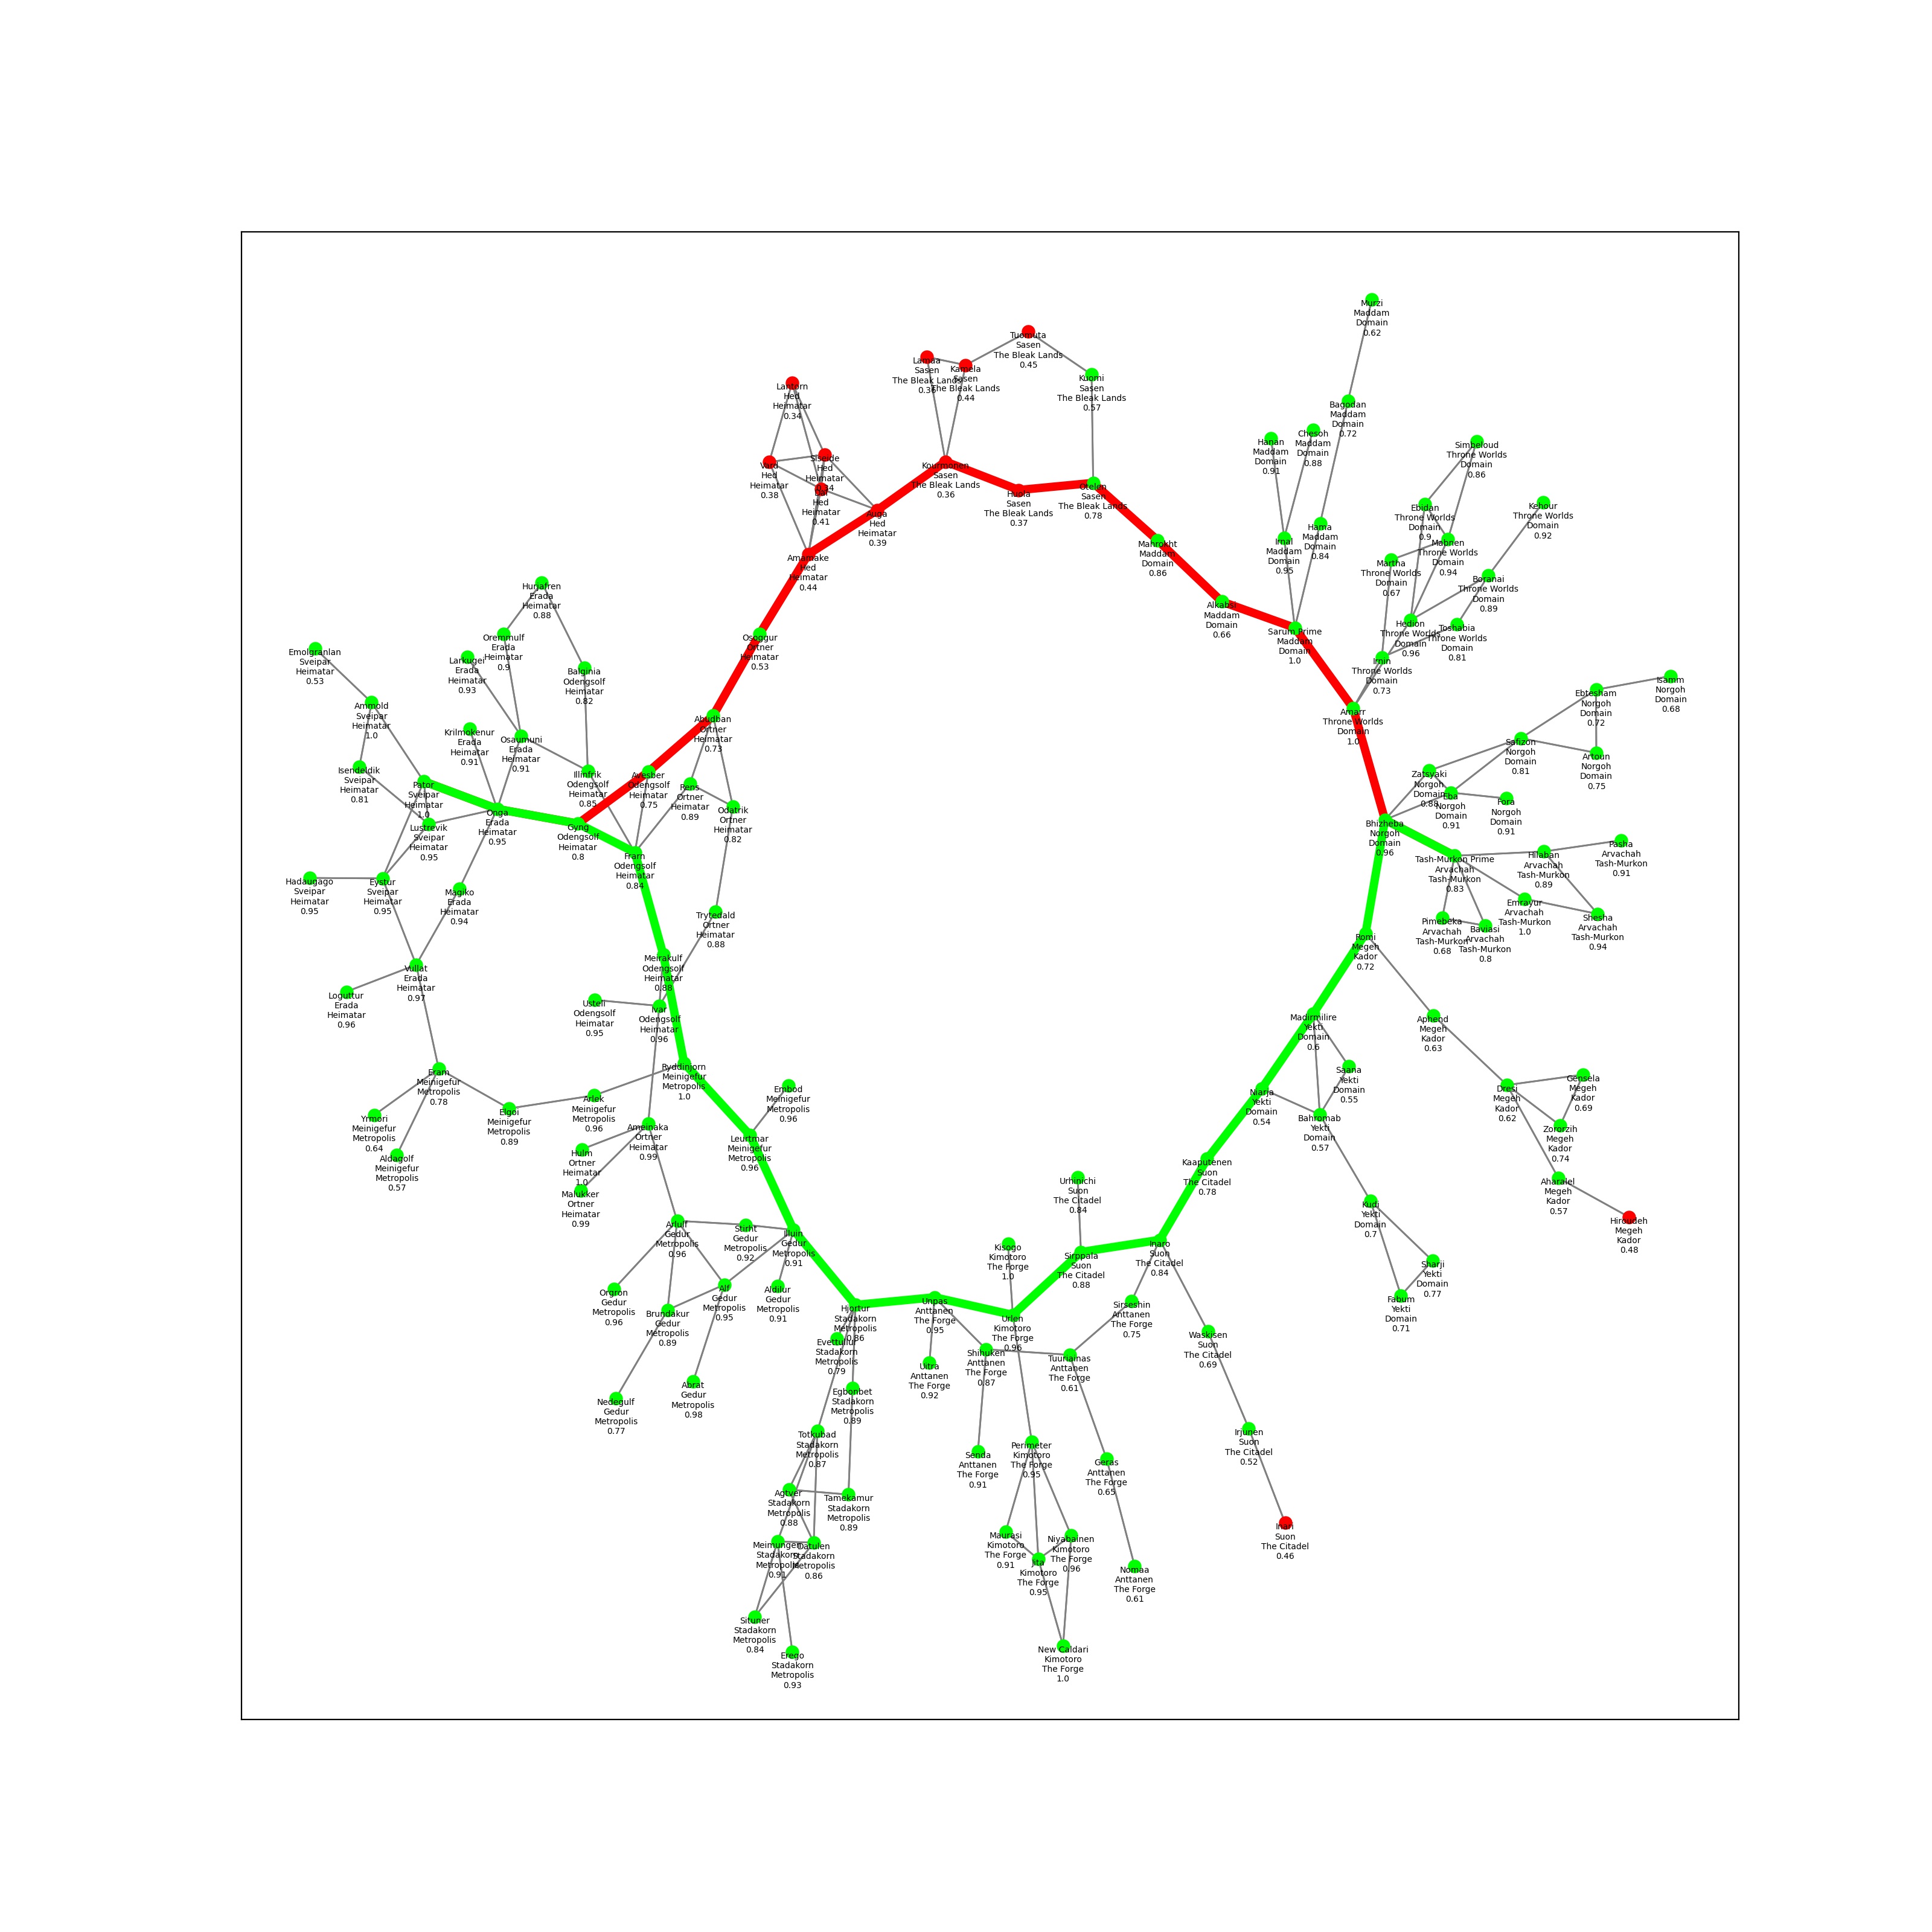 Murzi
Maddam
Domain
0.62
Tuomuta
Sasen
The Bleak Lands
0.45
Lamaa
Sasen
The Bleak Lands
0.36
Kamela
Sasen
The Bleak Lands
0.44
Kuomi
Sasen
The Bleak Lands
0.57
Lantorn
Hed
Heimatar
0.34
Bagodan
Maddam
Domain
0.72
Chesoh
Maddam
Domain
0.88
Hanan
Maddam
Domain
0.91
Simbeloud
Throne Worlds
Domain
0.86
Siseide
Hed
Heimatar
0.34
Vard
Hed
Heimatar
0.38
Dal
Hed
Heimatar
0.41
Kourmonen
Sasen
The Bleak Lands
0.36
Huola
Sasen
The Bleak Lands
0.37
Otelen
Sasen
The Bleak Lands
0.78
Auga
Hed
Heimatar
0.39
Ebidan
Throne Worlds
Domain
0.9
Kehour
Throne Worlds
Domain
0.92
Hama
Maddam
Domain
0.84
Irnal
Maddam
Domain
0.95
Mahrokht
Maddam
Domain
0.86
Mabnen
Throne Worlds
Domain
0.94
Amamake
Hed
Heimatar
0.44
Martha
Throne Worlds
Domain
0.67
Boranai
Throne Worlds
Domain
0.89
Hurjafren
Erada
Heimatar
0.88
Alkabsi
Maddam
Domain
0.66
Hedion
Throne Worlds
Domain
0.96
Toshabia
Throne Worlds
Domain
0.81
Sarum Prime
Maddam
Domain
1.0
Osoggur
Ortner
Heimatar
0.53
Oremmulf
Erada
Heimatar
0.9
Emolgranlan
Sveipar
Heimatar
0.53
Larkugei
Erada
Heimatar
0.93
Irnin
Throne Worlds
Domain
0.73
Balginia
Odengsolf
Heimatar
0.82
Isamm
Norgoh
Domain
0.68
Ebtesham
Norgoh
Domain
0.72
Ammold
Sveipar
Heimatar
1.0
Amarr
Throne Worlds
Domain
1.0
Abudban
Ortner
Heimatar
0.73
Krilmokenur
Erada
Heimatar
0.91
Osaumuni
Erada
Heimatar
0.91
Safizon
Norgoh
Domain
0.81
Artoun
Norgoh
Domain
0.75
Isendeldik
Sveipar
Heimatar
0.81
Illinfrik
Odengsolf
Heimatar
0.85
Avesber
Odengsolf
Heimatar
0.75
Zatsyaki
Norgoh
Domain
0.88
Pator
Sveipar
Heimatar
1.0
Rens
Ortner
Heimatar
0.89
Eba
Norgoh
Domain
0.91
Fora
Norgoh
Domain
0.91
Odatrik
Ortner
Heimatar
0.82
Onga
Erada
Heimatar
0.95
Lustrevik
Sveipar
Heimatar
0.95
Gyng
Odengsolf
Heimatar
0.8
Bhizheba
Norgoh
Domain
0.96
Frarn
Odengsolf
Heimatar
0.84
Tash-Murkon Prime
Arvachah
Tash-Murkon
0.83
Hilaban
Arvachah
Tash-Murkon
0.89
Pasha
Arvachah
Tash-Murkon
0.91
Hadaugago
Sveipar
Heimatar
0.95
Eystur
Sveipar
Heimatar
0.95
Magiko
Erada
Heimatar
0.94
Emrayur
Arvachah
Tash-Murkon
1.0
Trytedald
Ortner
Heimatar
0.88
Shesha
Arvachah
Tash-Murkon
0.94
Pimebeka
Arvachah
Tash-Murkon
0.68
Baviasi
Arvachah
Tash-Murkon
0.8
Romi
Megeh
Kador
0.72
Meirakulf
Odengsolf
Heimatar
0.88
Vullat
Erada
Heimatar
0.97
Loguttur
Erada
Heimatar
0.96
Usteli
Odengsolf
Heimatar
0.95
Ivar
Odengsolf
Heimatar
0.96
Madirmilire
Yekti
Domain
0.6
Aphend
Megeh
Kador
0.63
Ryddinjorn
Meinigefur
Metropolis
1.0
Eram
Meinigefur
Metropolis
0.78
Saana
Yekti
Domain
0.55
Gensela
Megeh
Kador
0.69
Embod
Meinigefur
Metropolis
0.96
Dresi
Megeh
Kador
0.62
Niarja
Yekti
Domain
0.54
Arlek
Meinigefur
Metropolis
0.96
Elgoi
Meinigefur
Metropolis
0.89
Yrmori
Meinigefur
Metropolis
0.64
Bahromab
Yekti
Domain
0.57
Ameinaka
Ortner
Heimatar
0.99
Zororzih
Megeh
Kador
0.74
Leurtmar
Meinigefur
Metropolis
0.96
Hulm
Ortner
Heimatar
1.0
Aldagolf
Meinigefur
Metropolis
0.57
Kaaputenen
Suon
The Citadel
0.78
Urhinichi
Suon
The Citadel
0.84
Aharalel
Megeh
Kador
0.57
Malukker
Ortner
Heimatar
0.99
Kudi
Yekti
Domain
0.7
Hiroudeh
Megeh
Kador
0.48
Arlulf
Gedur
Metropolis
0.96
Stirht
Gedur
Metropolis
0.92
Illuin
Gedur
Metropolis
0.91
Inaro
Suon
The Citadel
0.84
Kisogo
Kimotoro
The Forge
1.0
Sirppala
Suon
The Citadel
0.88
Sharji
Yekti
Domain
0.77
Alf
Gedur
Metropolis
0.95
Aldilur
Gedur
Metropolis
0.91
Orgron
Gedur
Metropolis
0.96
Fabum
Yekti
Domain
0.71
Unpas
Anttanen
The Forge
0.95
Sirseshin
Anttanen
The Forge
0.75
Hjortur
Stadakorn
Metropolis
0.86
Brundakur
Gedur
Metropolis
0.89
Urlen
Kimotoro
The Forge
0.96
Waskisen
Suon
The Citadel
0.69
Evettullur
Stadakorn
Metropolis
0.79
Shihuken
Anttanen
The Forge
0.87
Tuuriainas
Anttanen
The Forge
0.61
Uitra
Anttanen
The Forge
0.92
Abrat
Gedur
Metropolis
0.98
Egbonbet
Stadakorn
Metropolis
0.89
Nedegulf
Gedur
Metropolis
0.77
Irjunen
Suon
The Citadel
0.52
Totkubad
Stadakorn
Metropolis
0.87
Perimeter
Kimotoro
The Forge
0.95
Senda
Anttanen
The Forge
0.91
Geras
Anttanen
The Forge
0.65
Agtver
Stadakorn
Metropolis
0.88
Tamekamur
Stadakorn
Metropolis
0.89
Inari
Suon
The Citadel
0.46
Maurasi
Kimotoro
The Forge
0.91
Niyabainen
Kimotoro
The Forge
0.96
Meimungen
Stadakorn
Metropolis
0.91
Datulen
Stadakorn
Metropolis
0.86
Jita
Kimotoro
The Forge
0.95
Nomaa
Anttanen
The Forge
0.61
Situner
Stadakorn
Metropolis
0.84
New Caldari
Kimotoro
The Forge
1.0
Erego
Stadakorn
Metropolis
0.93